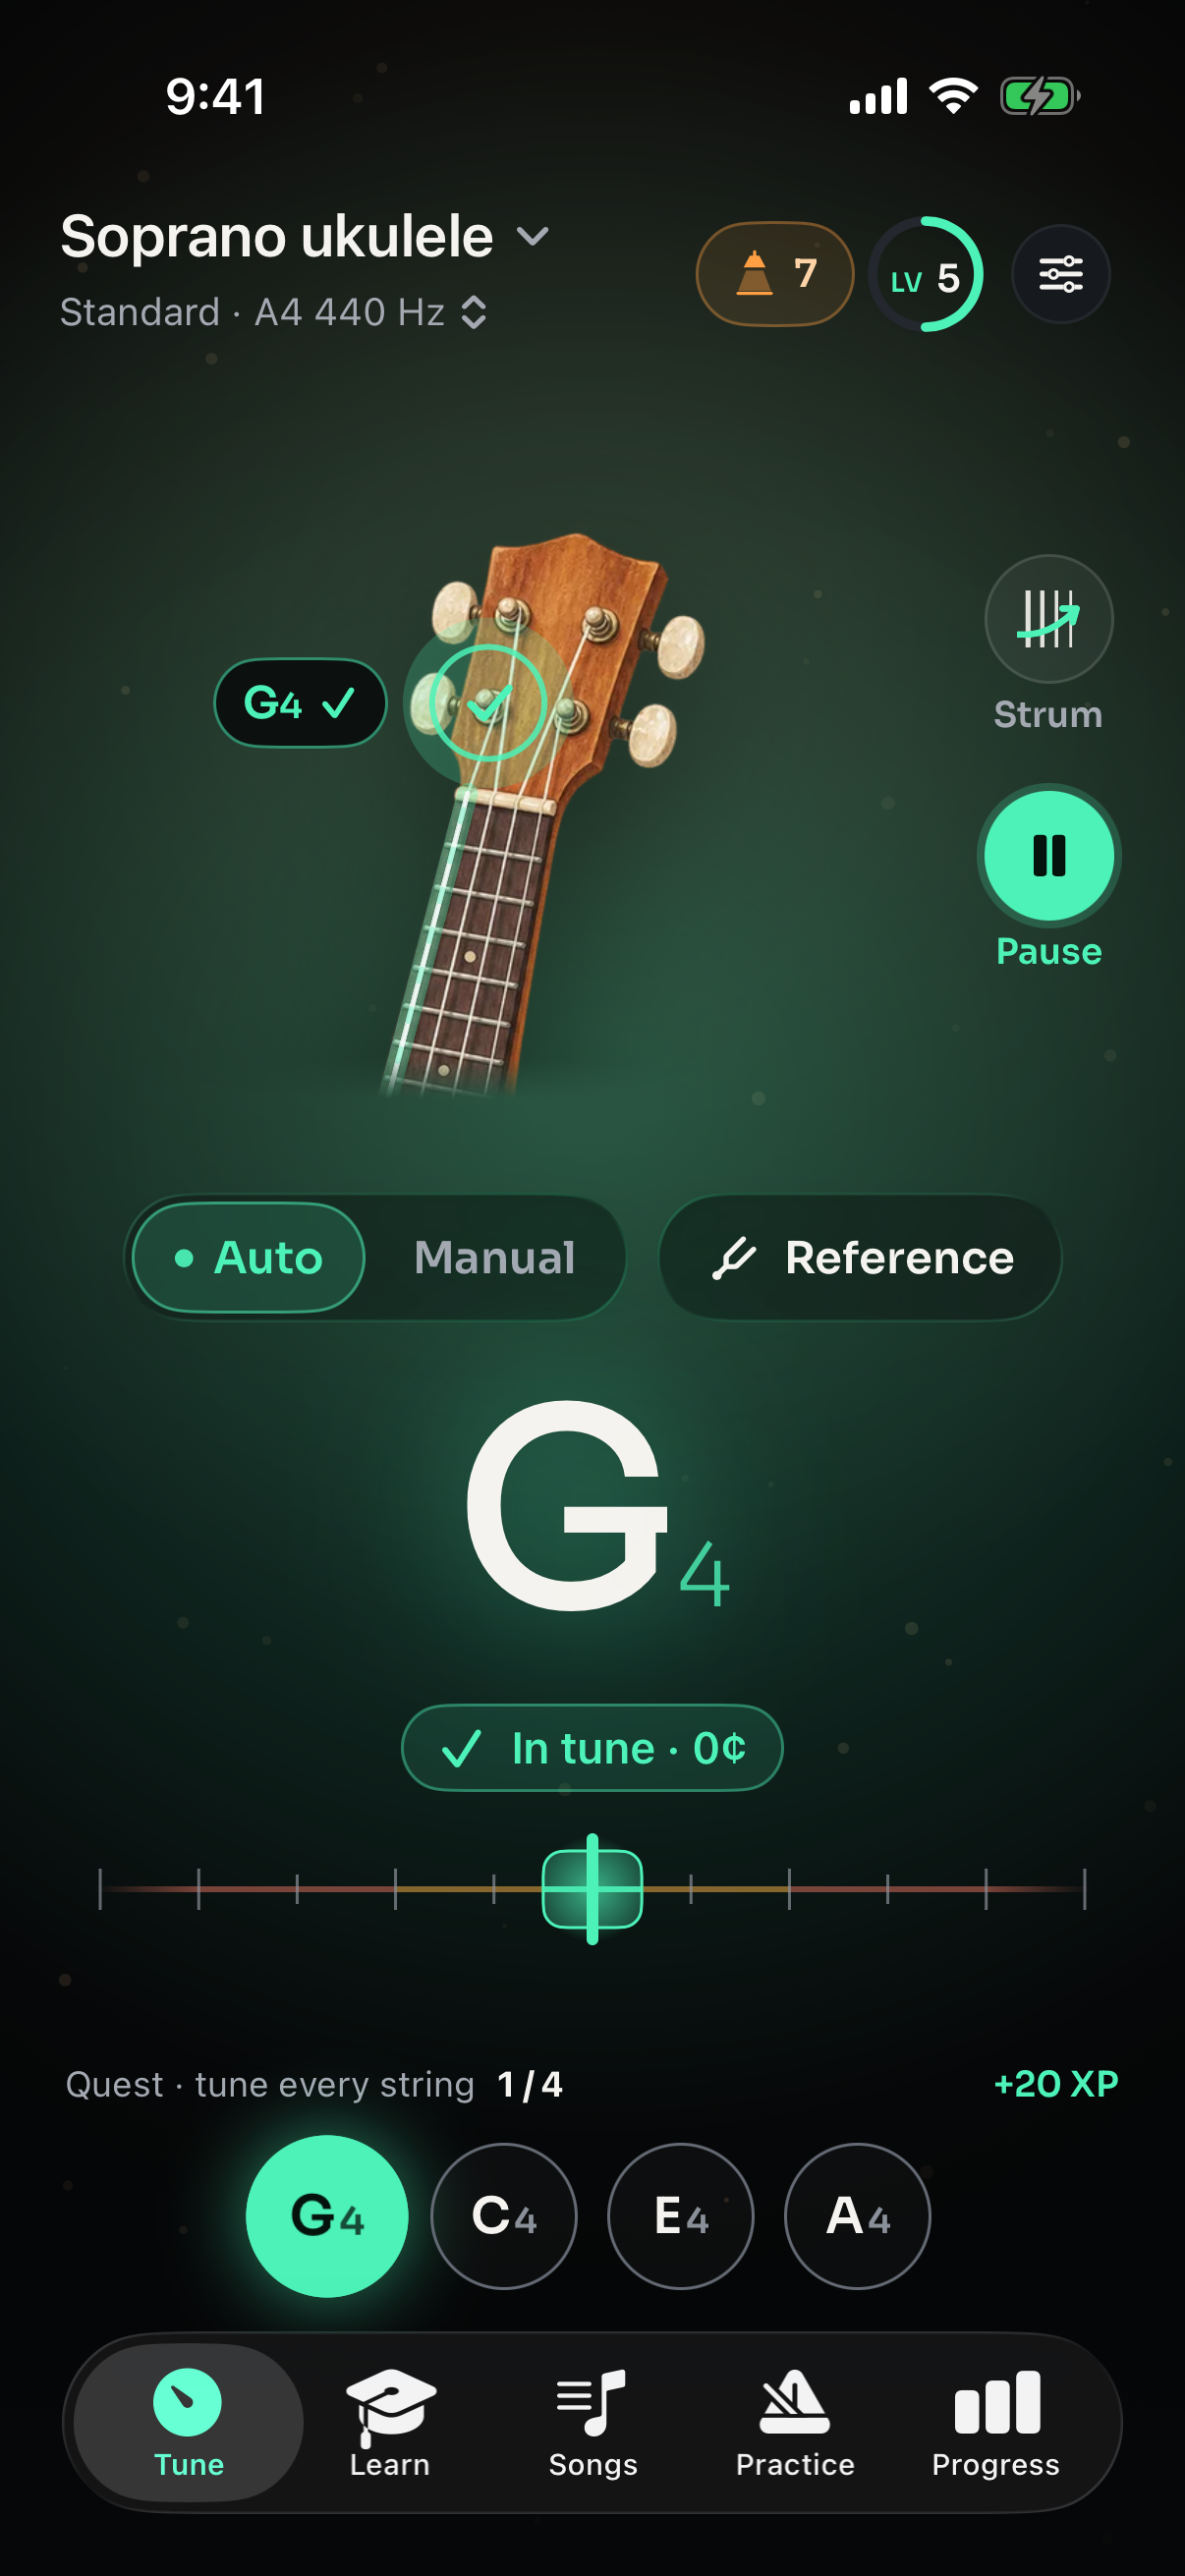 9:41
Soprano ukulele
Standard · A4 440 Hz
7
LV 5
G4 ✓
Strum
Pause
Auto
Manual
Reference
G4
✓ In tune · 0¢
Quest · tune every string 1/4
+20 XP
G4
C4
E4
A4
Tune
Learn
Songs
Practice
Progress